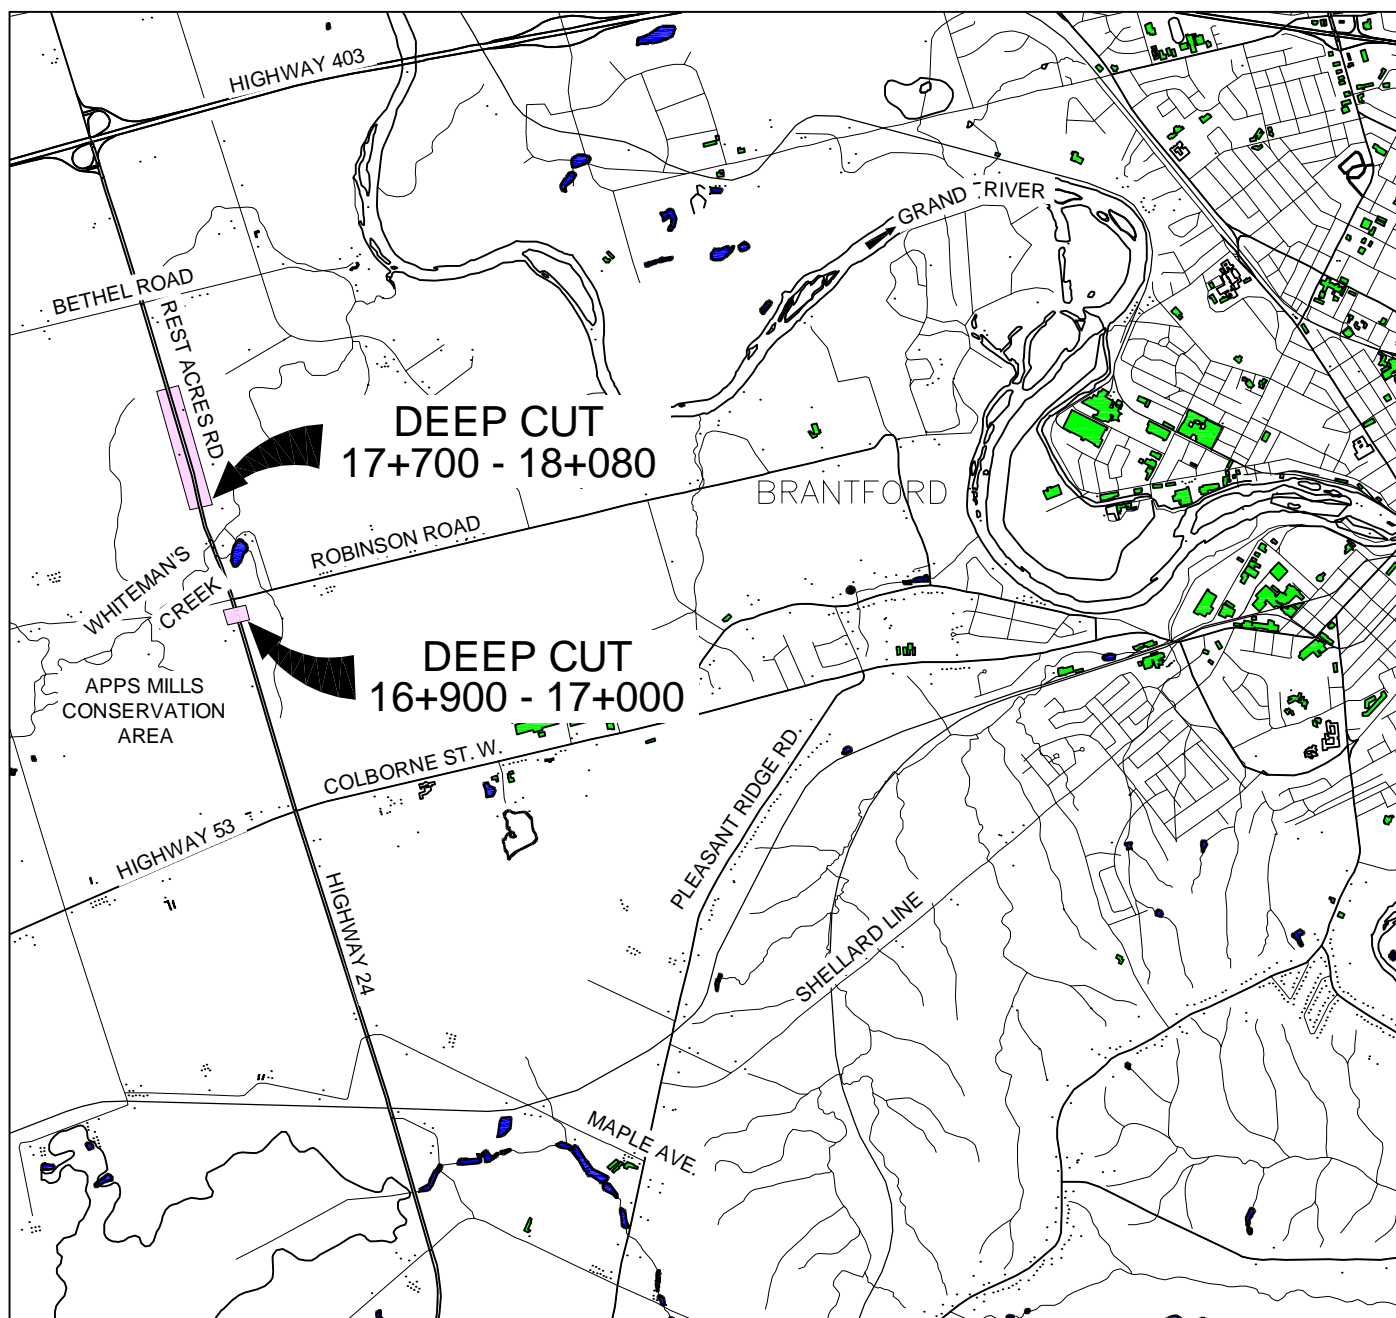 HIGHWAY 403
GRAND RIVER
BETHEL ROAD
REST ACRES RD.
DEEP CUT
17+700 - 18+080
BRANTFORD
ROBINSON ROAD
WHITEMAN'S
CREEK
DEEP CUT
16+900 - 17+000
APPS MILLS
CONSERVATION
AREA
COLBORNE ST. W.
PLEASANT RIDGE RD.
HIGHWAY 53
HIGHWAY 24
SHELLARD LINE
MAPLE AVE.